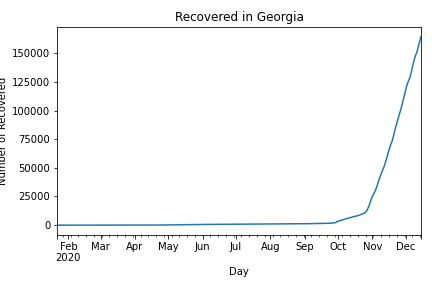 Recovered in Georgia
Number of Recovered
150000
125000
100000
75000
50000
25000
0
Feb Mar Apr May Jun Jul Aug Sep Oct Nov Dec
2020
Day